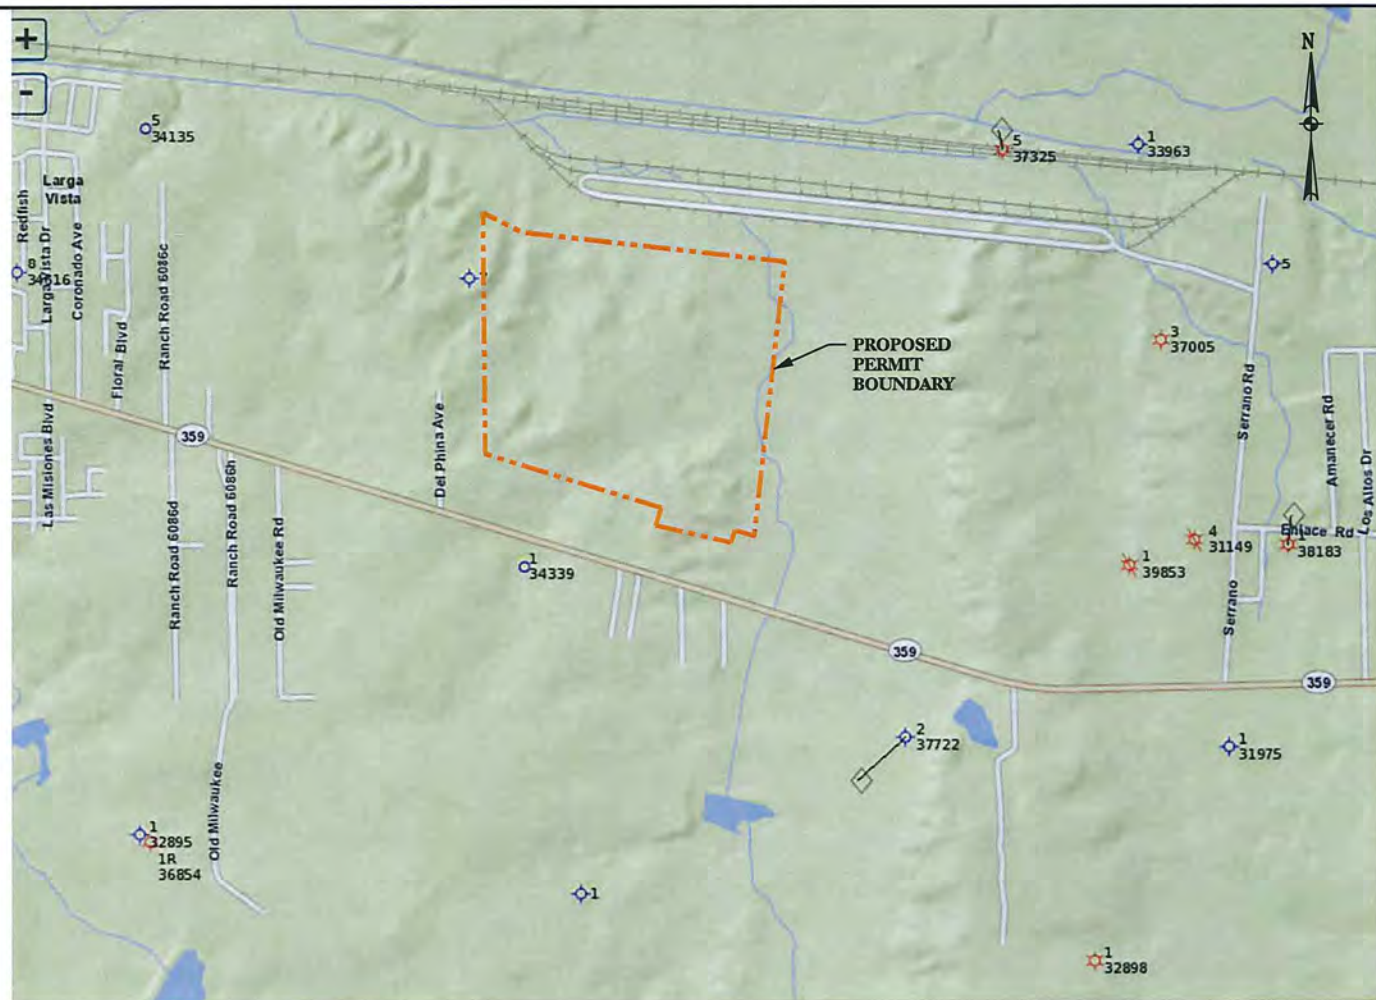 +
-
N
5
34135
5
37325
1
33963
Larga
Vista
Redfish
Larga Vista Dr
Coronado Ave
Ranch Road 6086c
Floral Blvd
8
5
3
37005
PROPOSED
PERMIT
BOUNDARY
Serrano Rd
Amanecer Rd
Los Altos Dr
359
Del Phina Ave
Las Misiones Blvd
Ranch Road 6086d
Ranch Road 6086h
Old Milwaukee Rd
4
31149
Enlace Rd
1
38183
1
39853
1
34339
Serrano
359
359
2
37722
1
31975
Old Milwaukee
1
32895
1R
36854
1
1
32898